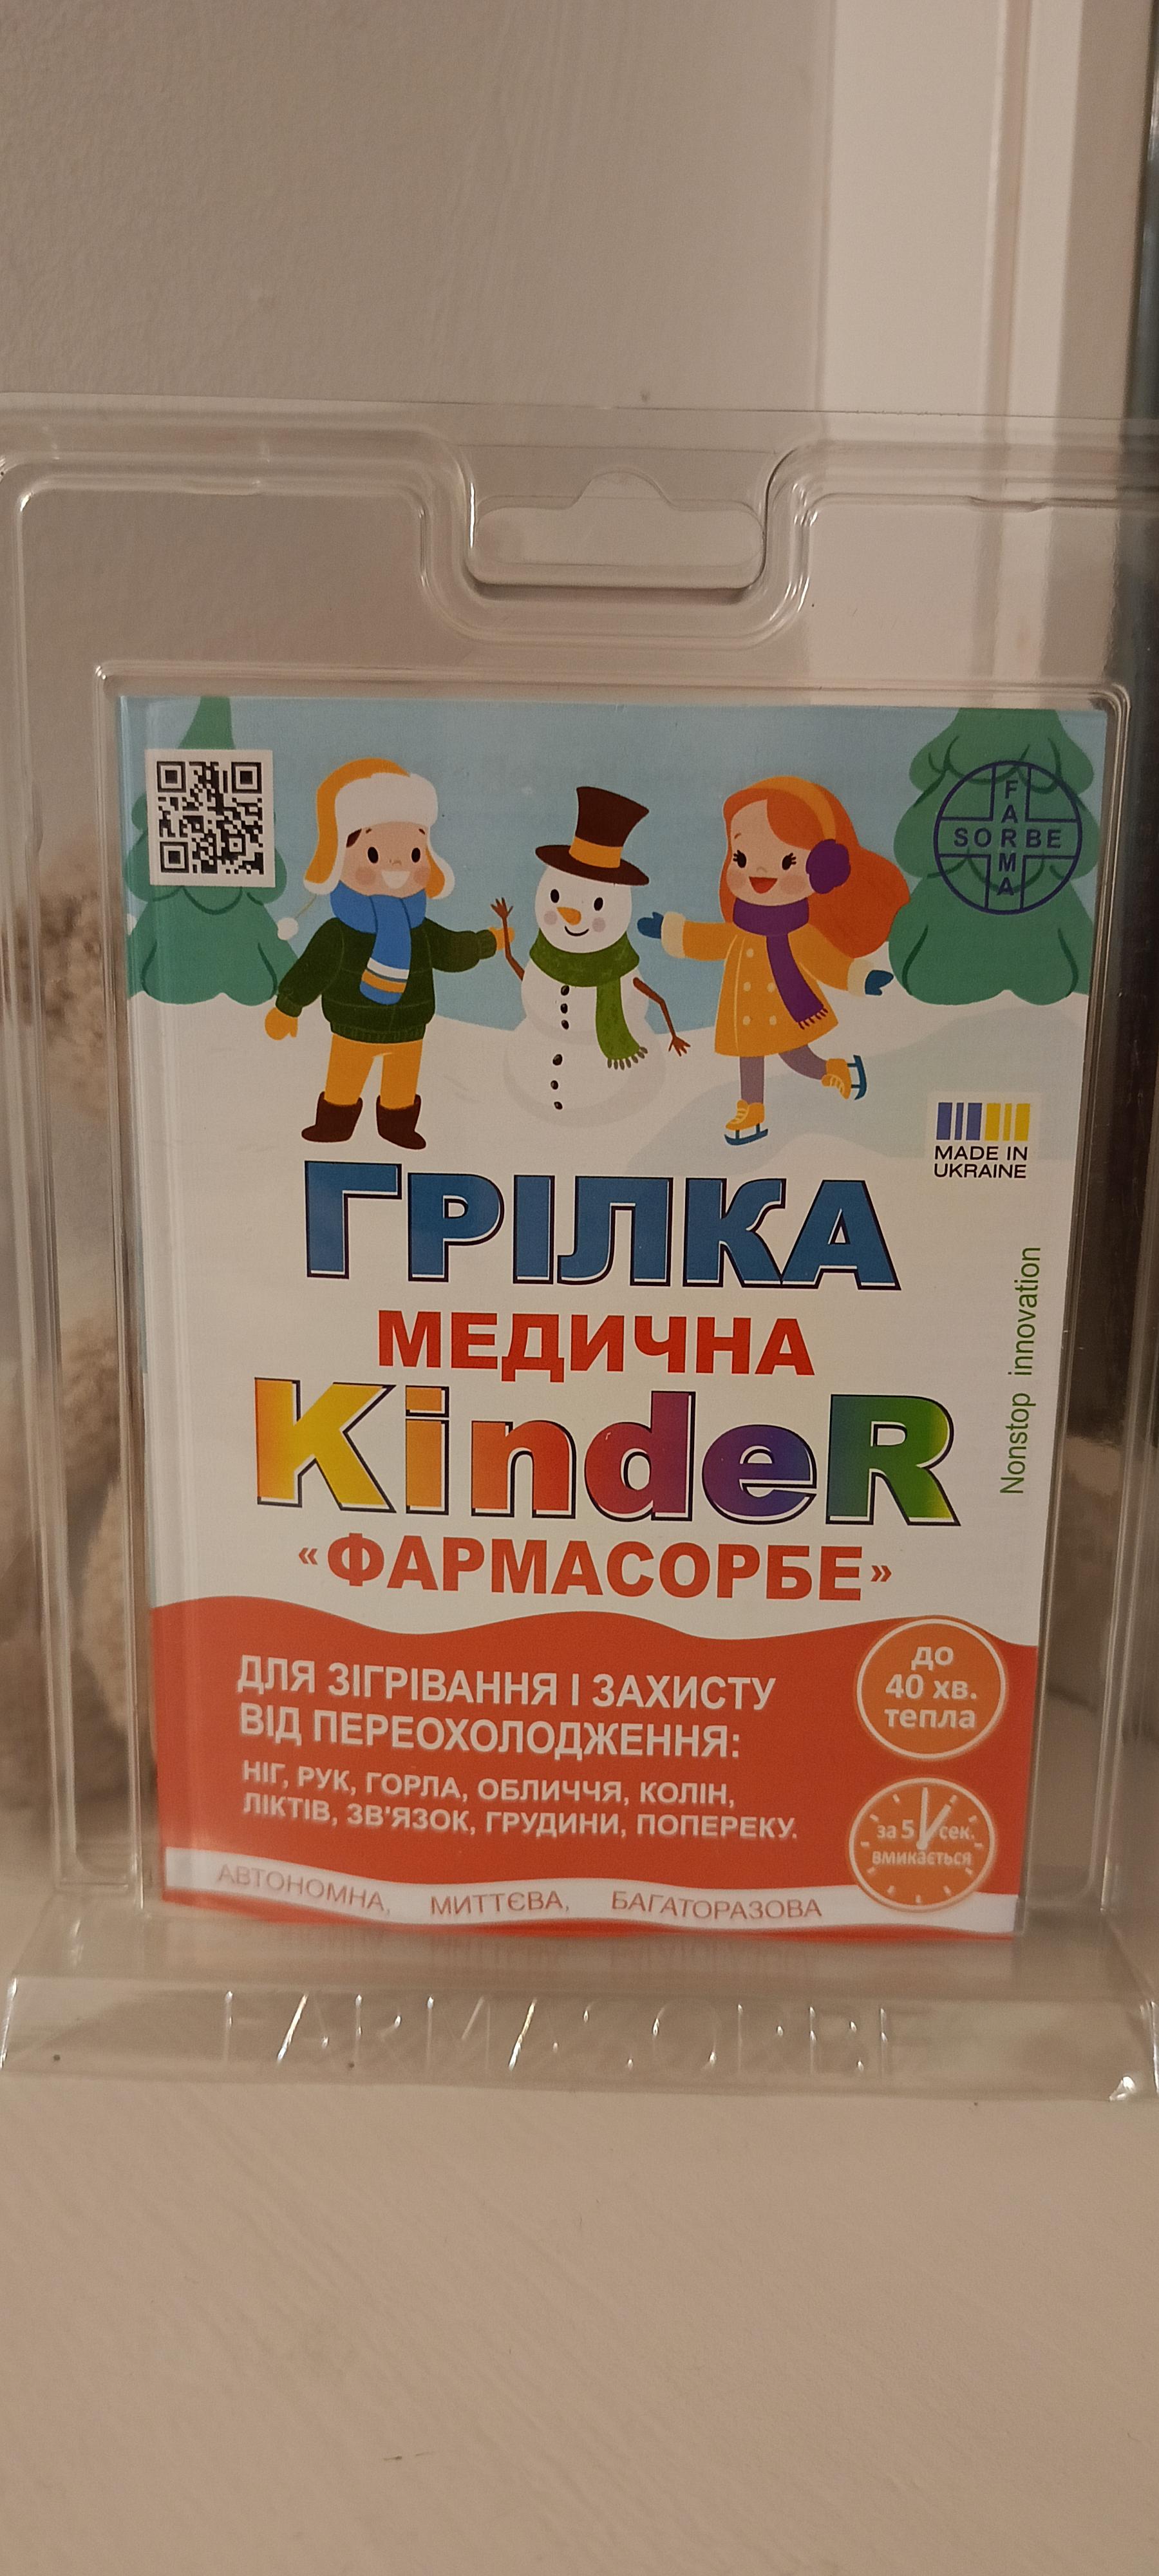 FARMA
SORBE
MADE IN
UKRAINE
ГРІЛКА
МЕДИЧНА
KindeR
«ФАРМАСОРБЕ»
Nonstop innovation
ДЛЯ ЗІГРІВАННЯ І ЗАХИСТУ
ВІД ПЕРЕОХОЛОДЖЕННЯ:
НІГ, РУК, ГОРЛА, ОБЛИЧЧЯ, КОЛІН,
ЛІКТІВ, ЗВ'ЯЗОК, ГРУДИНИ, ПОПЕРЕКУ.
до
40 хв.
тепла
за 5 сек.
вмикається
АВТОНОМНА, МИТТЄВА, БАГАТОРАЗОВА
FARMASORBE